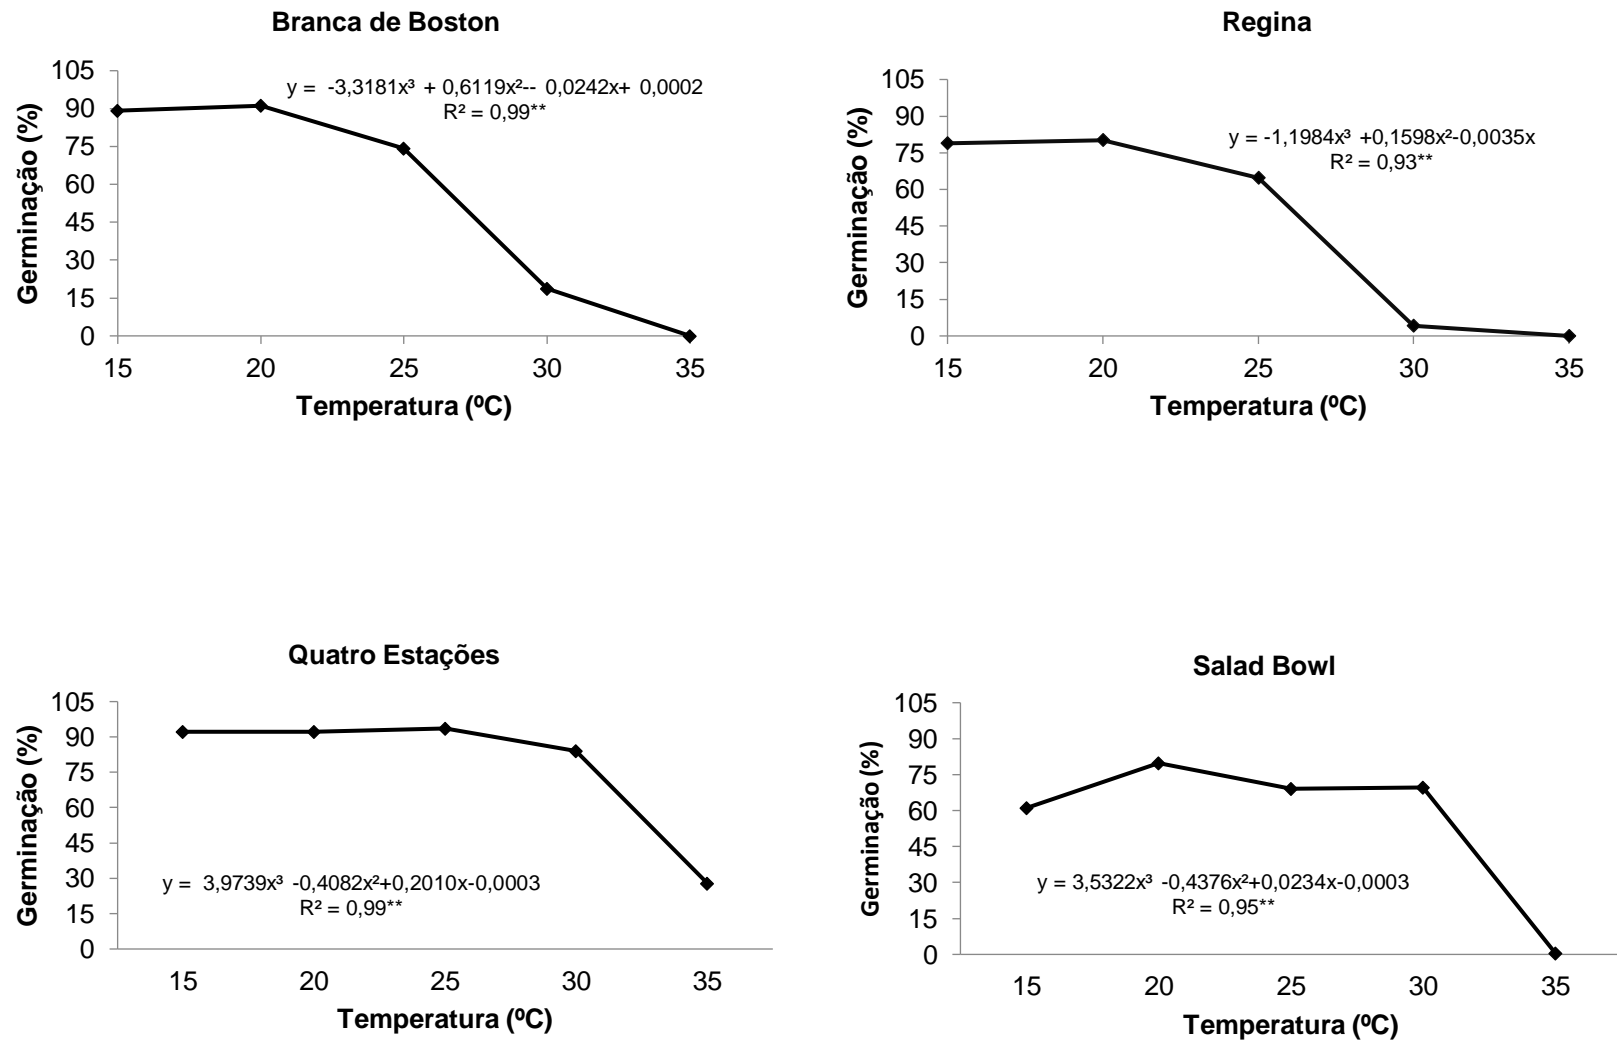 Branca de Boston
Germinação (%)
105
90
75
60
45
30
15
0
y = -3,3181x³ + 0,6119x²-- 0,0242x+ 0,0002
R² = 0,99**
15 20 25 30 35
Temperatura (ºC)
Regina
Germinação (%)
105
90
75
60
45
30
15
0
y = -1,1984x³ +0,1598x²-0,0035x
R² = 0,93**
15 20 25 30 35
Temperatura (ºC)
Quatro Estações
Germinação (%)
105
90
75
60
45
30
15
0
y = 3,9739x³ -0,4082x²+0,2010x-0,0003
R² = 0,99**
15 20 25 30 35
Temperatura (ºC)
Salad Bowl
Germinação (%)
105
90
75
60
45
30
15
0
y = 3,5322x³ -0,4376x²+0,0234x-0,0003
R² = 0,95**
15 20 25 30 35
Temperatura (ºC)